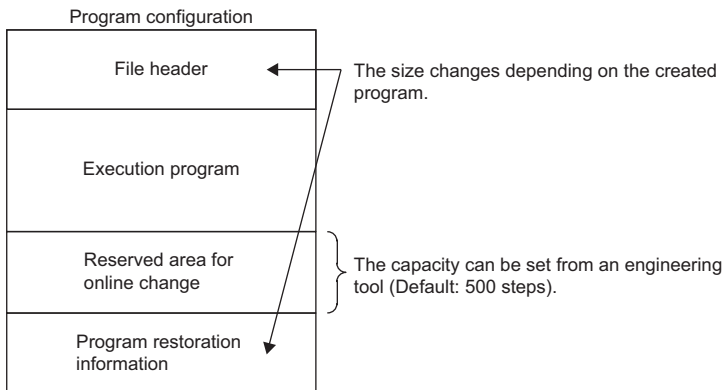 Program configuration
File header
The size changes depending on the created
program.
Execution program
Reserved area for
online change
The capacity can be set from an engineering
tool (Default: 500 steps).
Program restoration
information